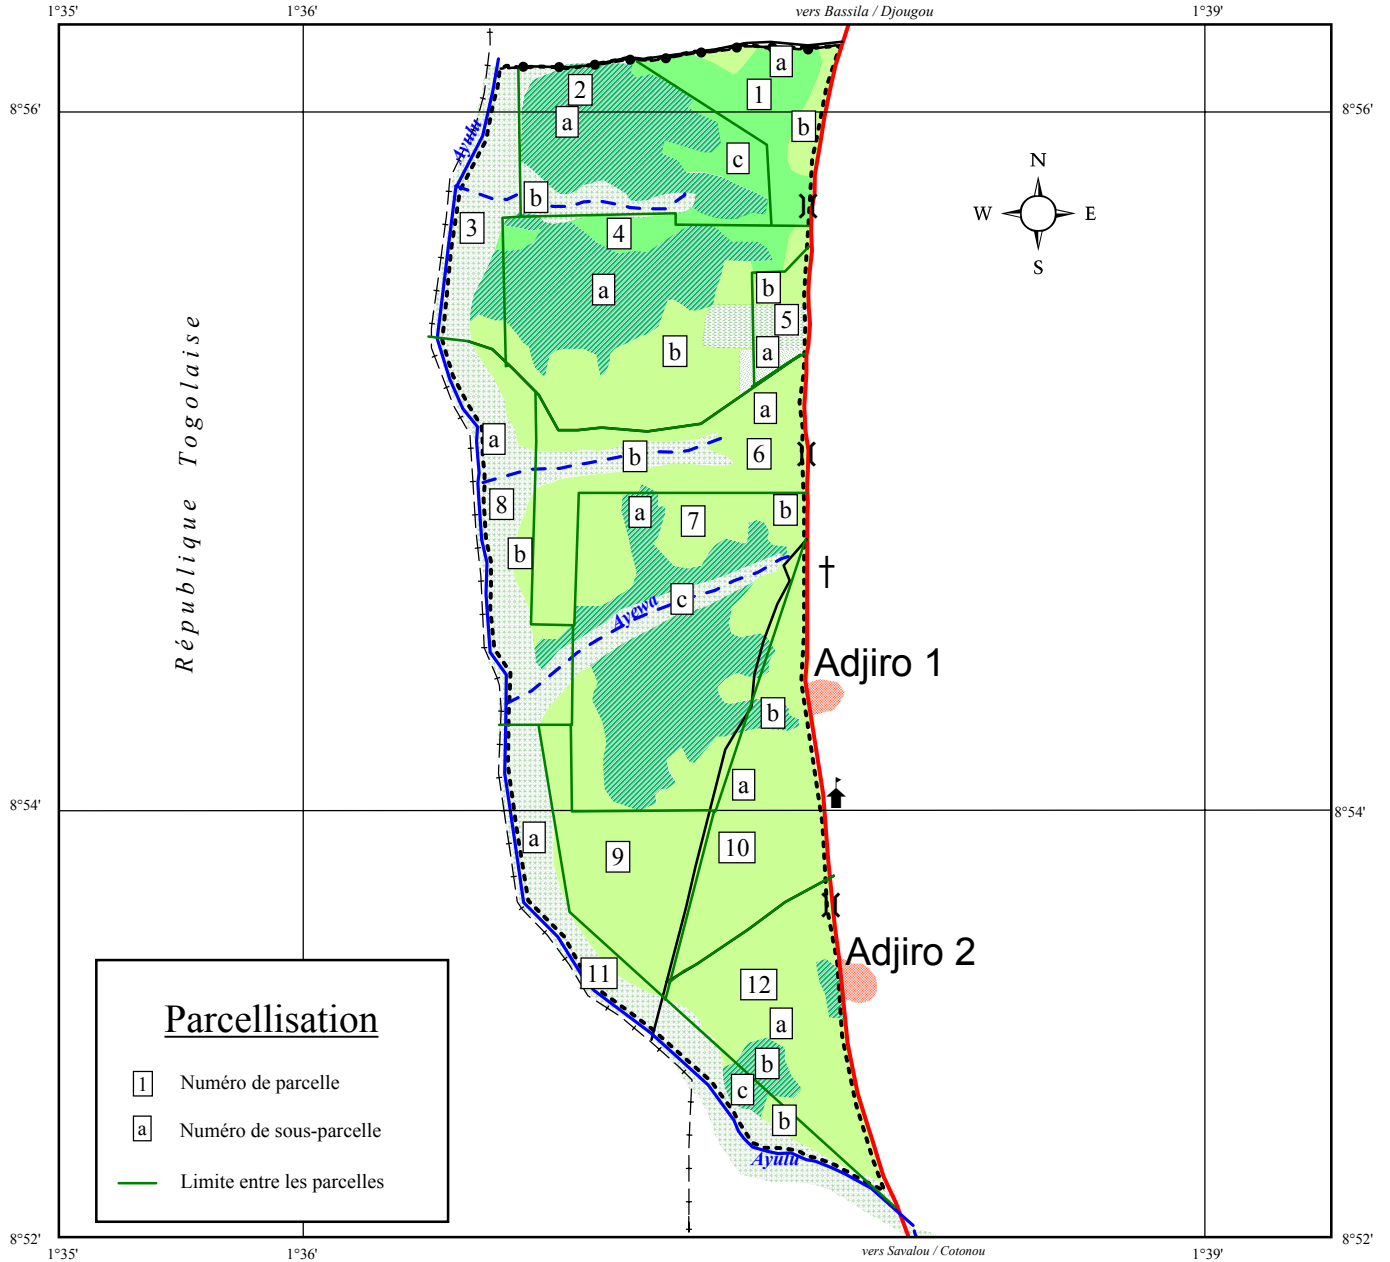 1°35' 1°36' vers Bassila / Djougou 1°39'
8°56' 8°56'
a
2
1
a
b
c
Ayulu
b
3
4
N
W E
S
a
b
5
b
a
République Togolaise
a
a
b
6
8
a
7
b
b
c
Ayewa
Adjiro 1
b
a
8°54' 8°54'
a
9
10
Adjiro 2
11
12
a
b
c
b
Ayulu
Parcellisation
1 Numéro de parcelle
a Numéro de sous-parcelle
Limite entre les parcelles
8°52' 8°52'
1°35' 1°36' vers Savalou / Cotonou 1°39'